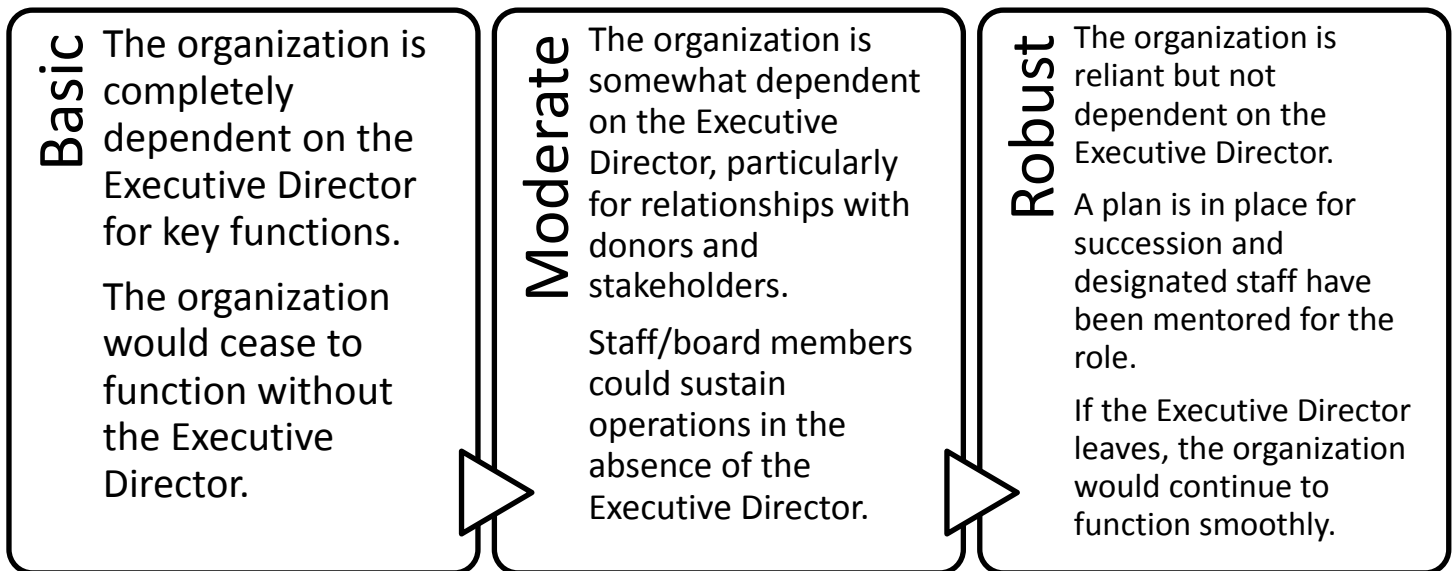 Basic
The organization is
completely
dependent on the
Executive Director
for key functions.
The organization
would cease to
function without
the Executive
Director.
Moderate
The organization is
somewhat dependent
on the Executive
Director, particularly
for relationships with
donors and
stakeholders.
Staff/board members
could sustain
operations in the
absence of the
Executive Director.
Robust
The organization is
reliant but not
dependent on the
Executive Director.
A plan is in place for
succession and
designated staff have
been mentored for the
role.
If the Executive Director
leaves, the organization
would continue to
function smoothly.